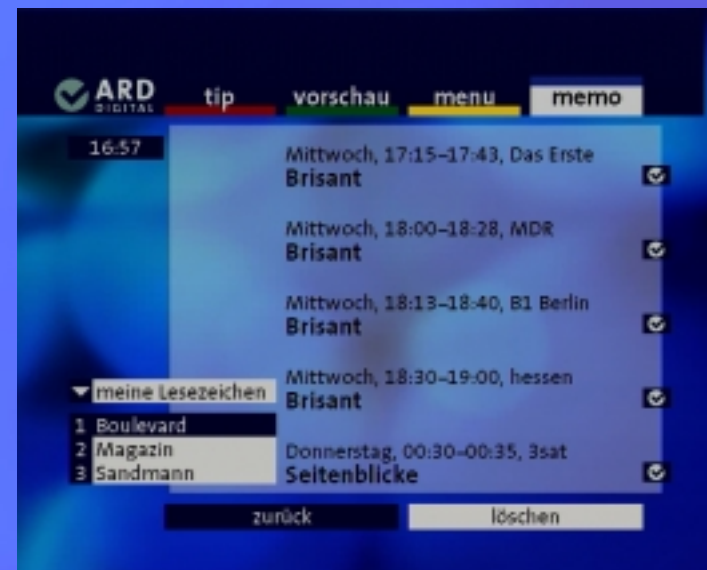 ARD
DIGITAL
tip vorschau menu memo
16:57
Mittwoch, 17:15–17:43, Das Erste
Brisant
Mittwoch, 18:00–18:28, MDR
Brisant
Mittwoch, 18:13–18:40, B1 Berlin
Brisant
Mittwoch, 18:30–19:00, hessen
Brisant
Donnerstag, 00:30–00:35, 3sat
Seitenblicke
meine Lesezeichen
1 Boulevard
2 Magazin
3 Sandmann
zurück löschen